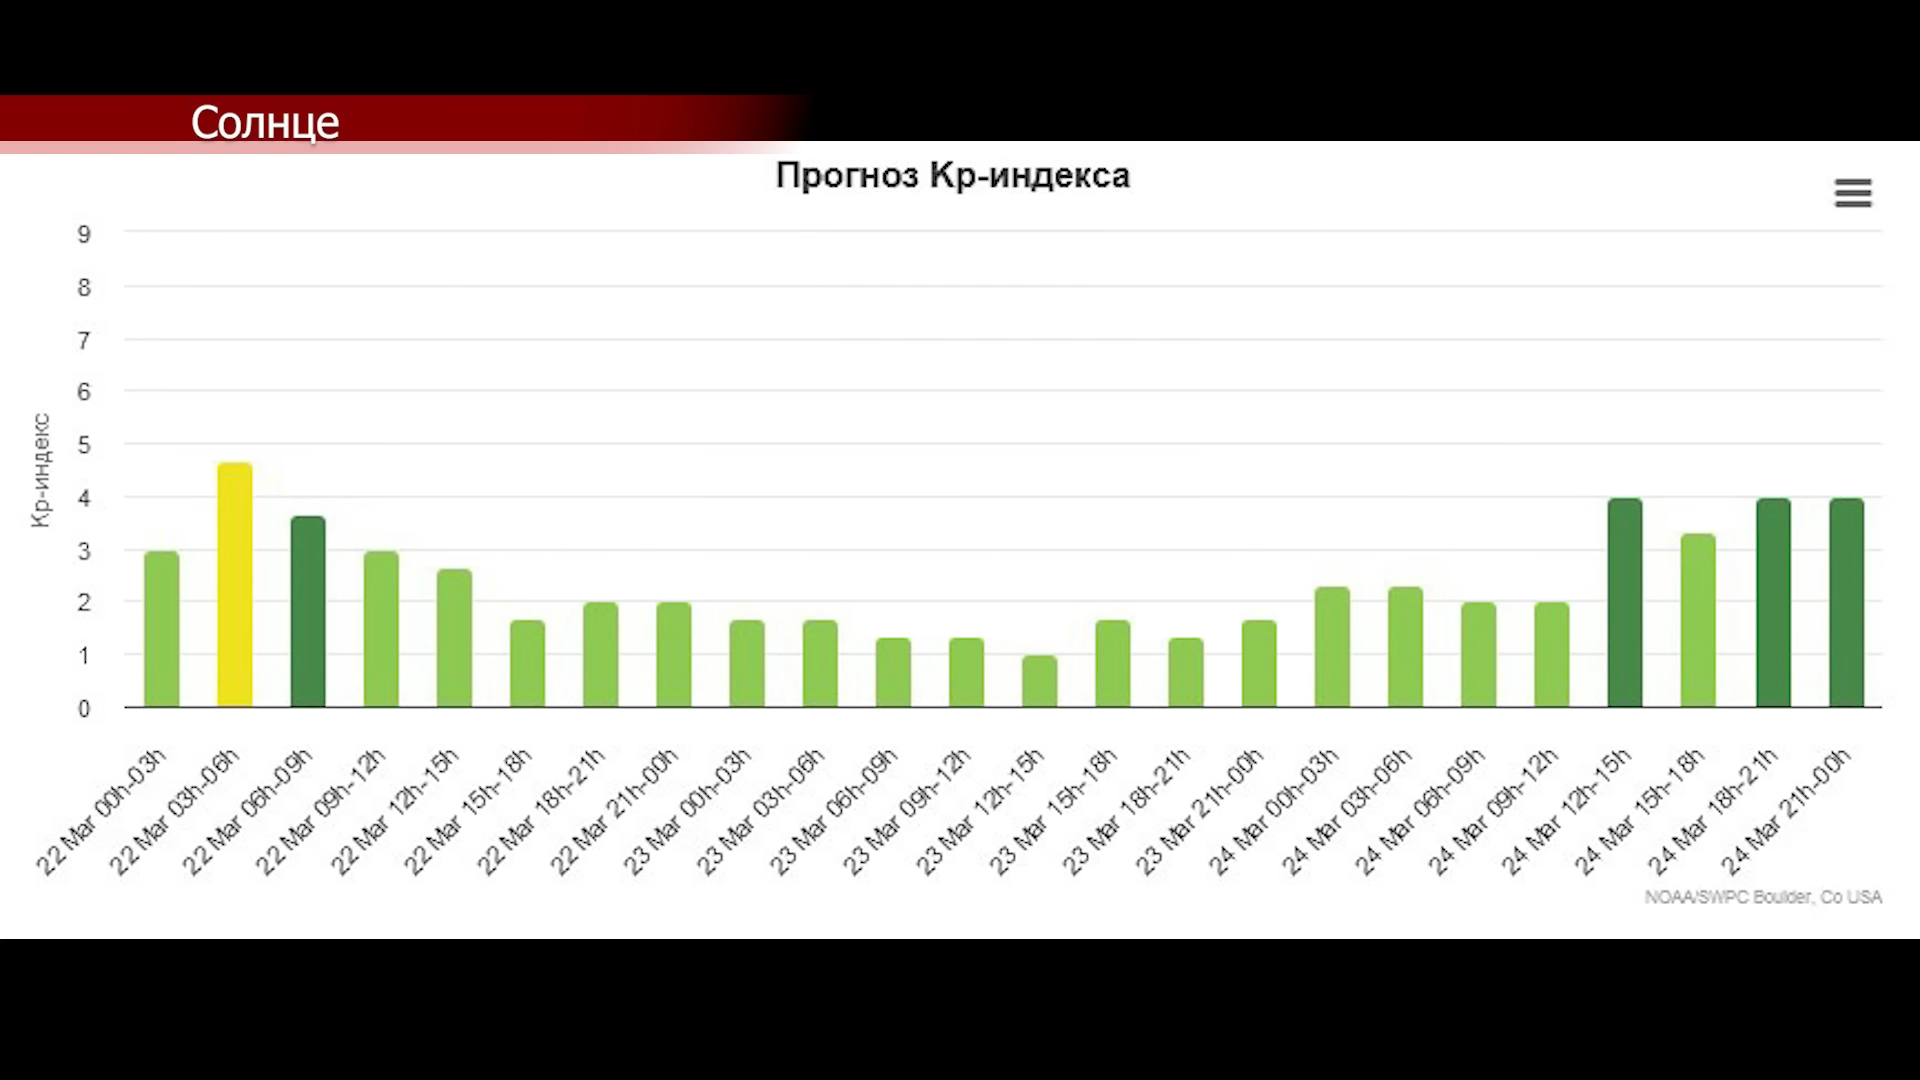 Солнце
Прогноз Кр-индекса
9
8
7
6
5
4
3
2
1
0
Кр-индекс
22 Mar 00h-03h
22 Mar 03h-06h
22 Mar 06h-09h
22 Mar 09h-12h
22 Mar 12h-15h
22 Mar 15h-18h
22 Mar 18h-21h
22 Mar 21h-00h
23 Mar 00h-03h
23 Mar 03h-06h
23 Mar 06h-09h
23 Mar 09h-12h
23 Mar 12h-15h
23 Mar 15h-18h
23 Mar 18h-21h
23 Mar 21h-00h
24 Mar 00h-03h
24 Mar 03h-06h
24 Mar 06h-09h
24 Mar 09h-12h
24 Mar 12h-15h
24 Mar 15h-18h
24 Mar 18h-21h
24 Mar 21h-00h
NOAA/SWPC Boulder, Co USA